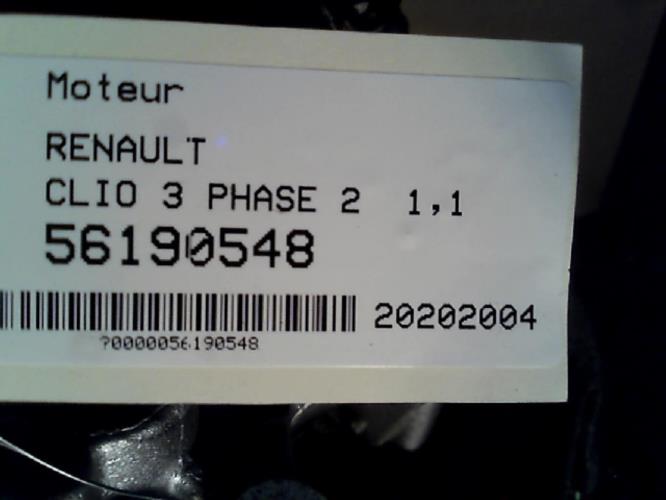 Moteur
RENAULT
CLIO 3 PHASE 2 1,1
56190548
20202004
?0000056190548